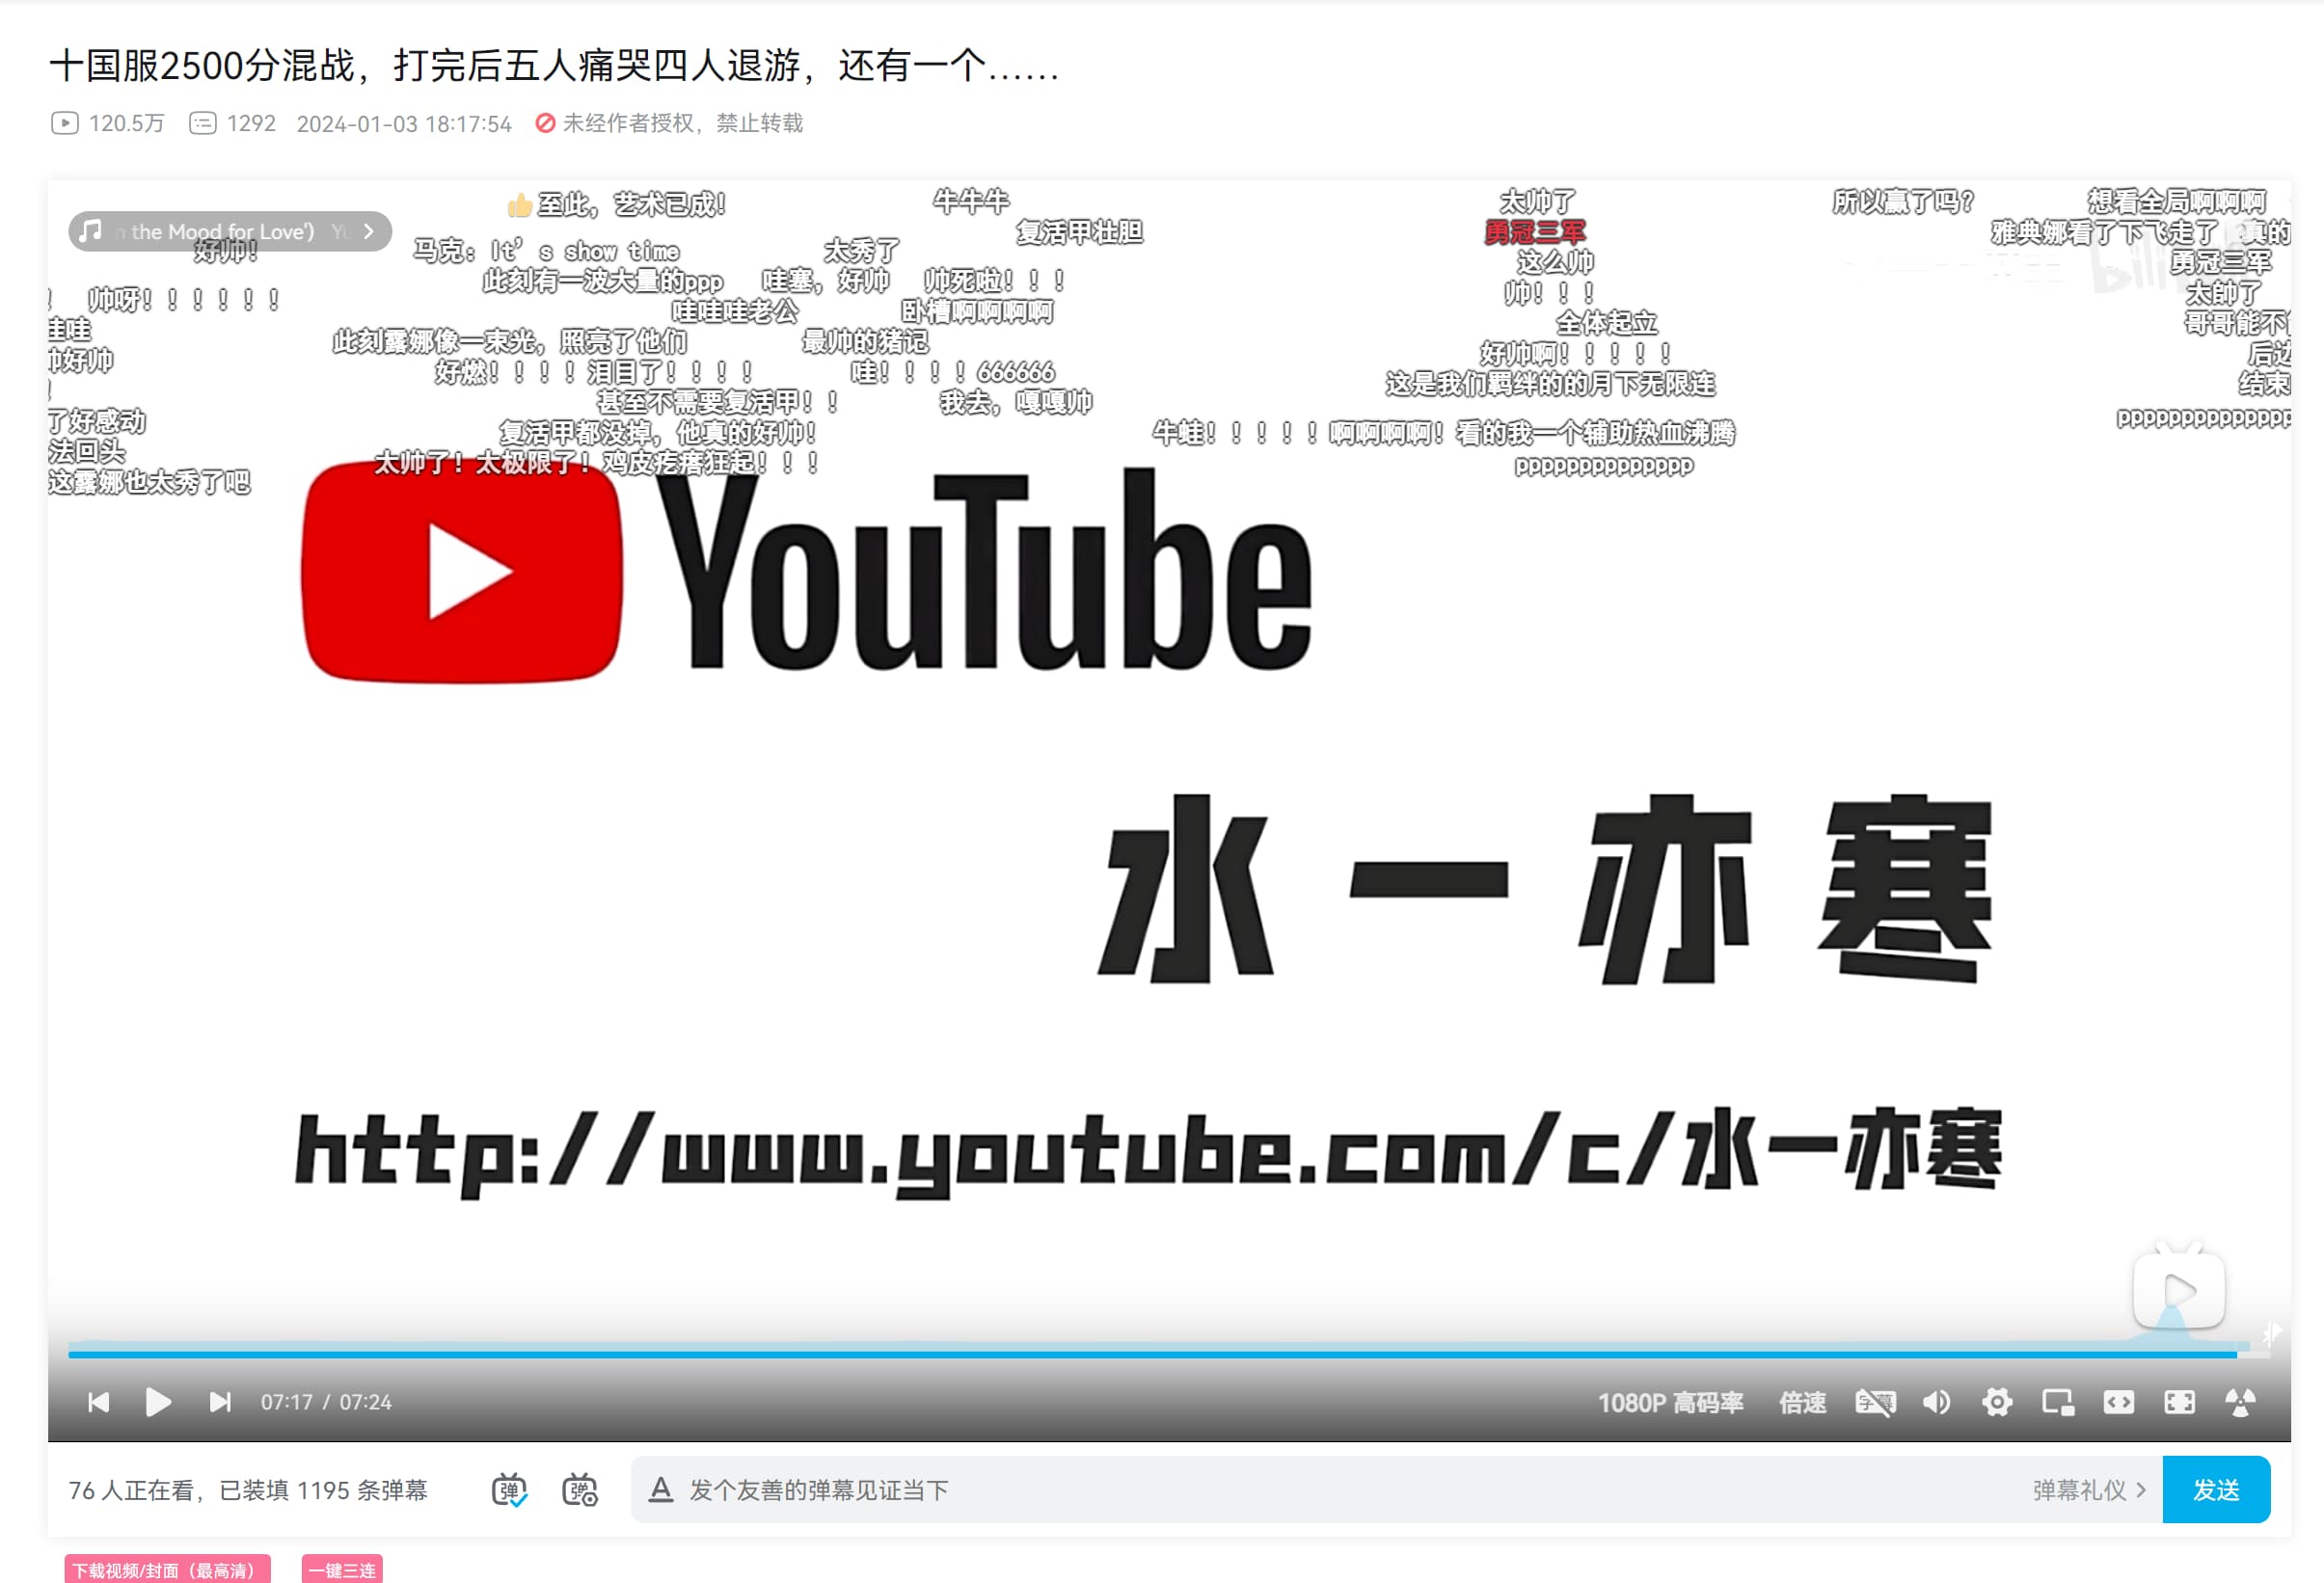 十国服2500分混战，打完后五人痛哭四人退游，还有一个……
120.5万 1292 2024-01-03 18:17:54 未经作者授权，禁止转载
n the Mood for Love') Yu
👍至此，艺术已成！
牛牛牛
太帅了
所以赢了吗？
想看全局啊啊啊
复活甲壮胆
勇冠三军
雅典娜看了下飞走了
真的
好帅！
马克：It’s show time
太秀了
这么帅
勇冠三军
此刻有一波大量的ppp
哇塞，好帅
帅死啦！！！
帅！！！
太帥了
！
帅呀！！！！！！
哇哇哇老公
卧槽啊啊啊啊
全体起立
哥哥能不
哇哇
此刻露娜像一束光，照亮了他们
最帅的猪记
好帅啊！！！！！
后边
帅好帅
好燃！！！！泪目了！！！！
哇！！！！666666
这是我们羁绊的的月下无限连
结束
！
甚至不需要复活甲！！
我去，嘎嘎帅
pppppppppppppp
了好感动
复活甲都没掉，他真的好帅！
牛蛙！！！！！啊啊啊啊！看的我一个辅助热血沸腾
法回头
太帅了！太极限了！鸡皮疙瘩狂起！！！
pppppppppppppp
这露娜也太秀了吧
YouTube
水一亦寒
http://www.youtube.com/c/水一亦寒
07:17 / 07:24
1080P 高码率 倍速 字幕
76 人正在看，已装填 1195 条弹幕
弹 弹
A 发个友善的弹幕见证当下
弹幕礼仪 >
发送
下载视频/封面（最高清）
一键三连